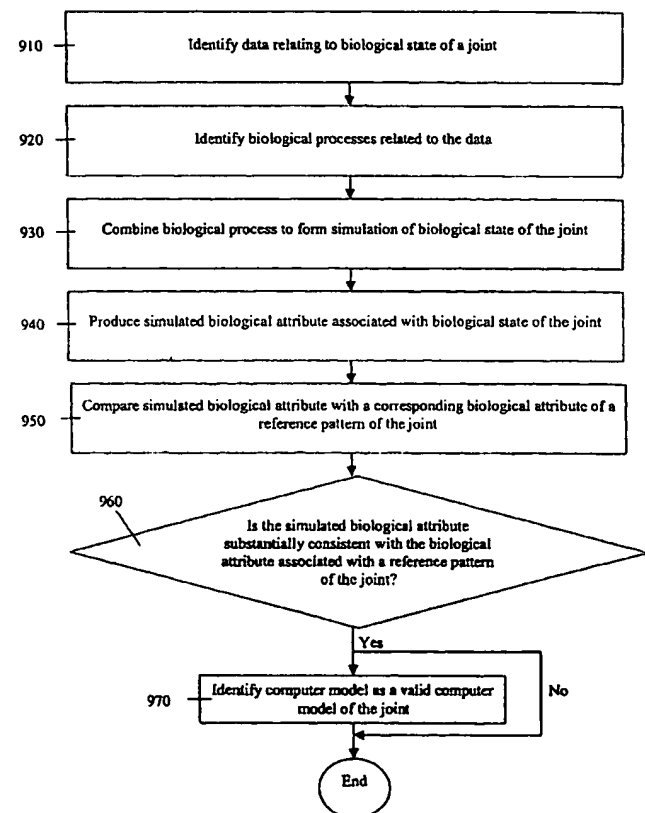 910
Identify data relating to biological state of a joint
920
Identify biological processes related to the data
930
Combine biological process to form simulation of biological state of the joint
940
Produce simulated biological attribute associated with biological state of the joint
950
Compare simulated biological attribute with a corresponding biological attribute of a
reference pattern of the joint
960
Is the simulated biological attribute
substantially consistent with the biological
attribute associated with a reference pattern
of the joint?
Yes
No
970
Identify computer model as a valid computer
model of the joint
End